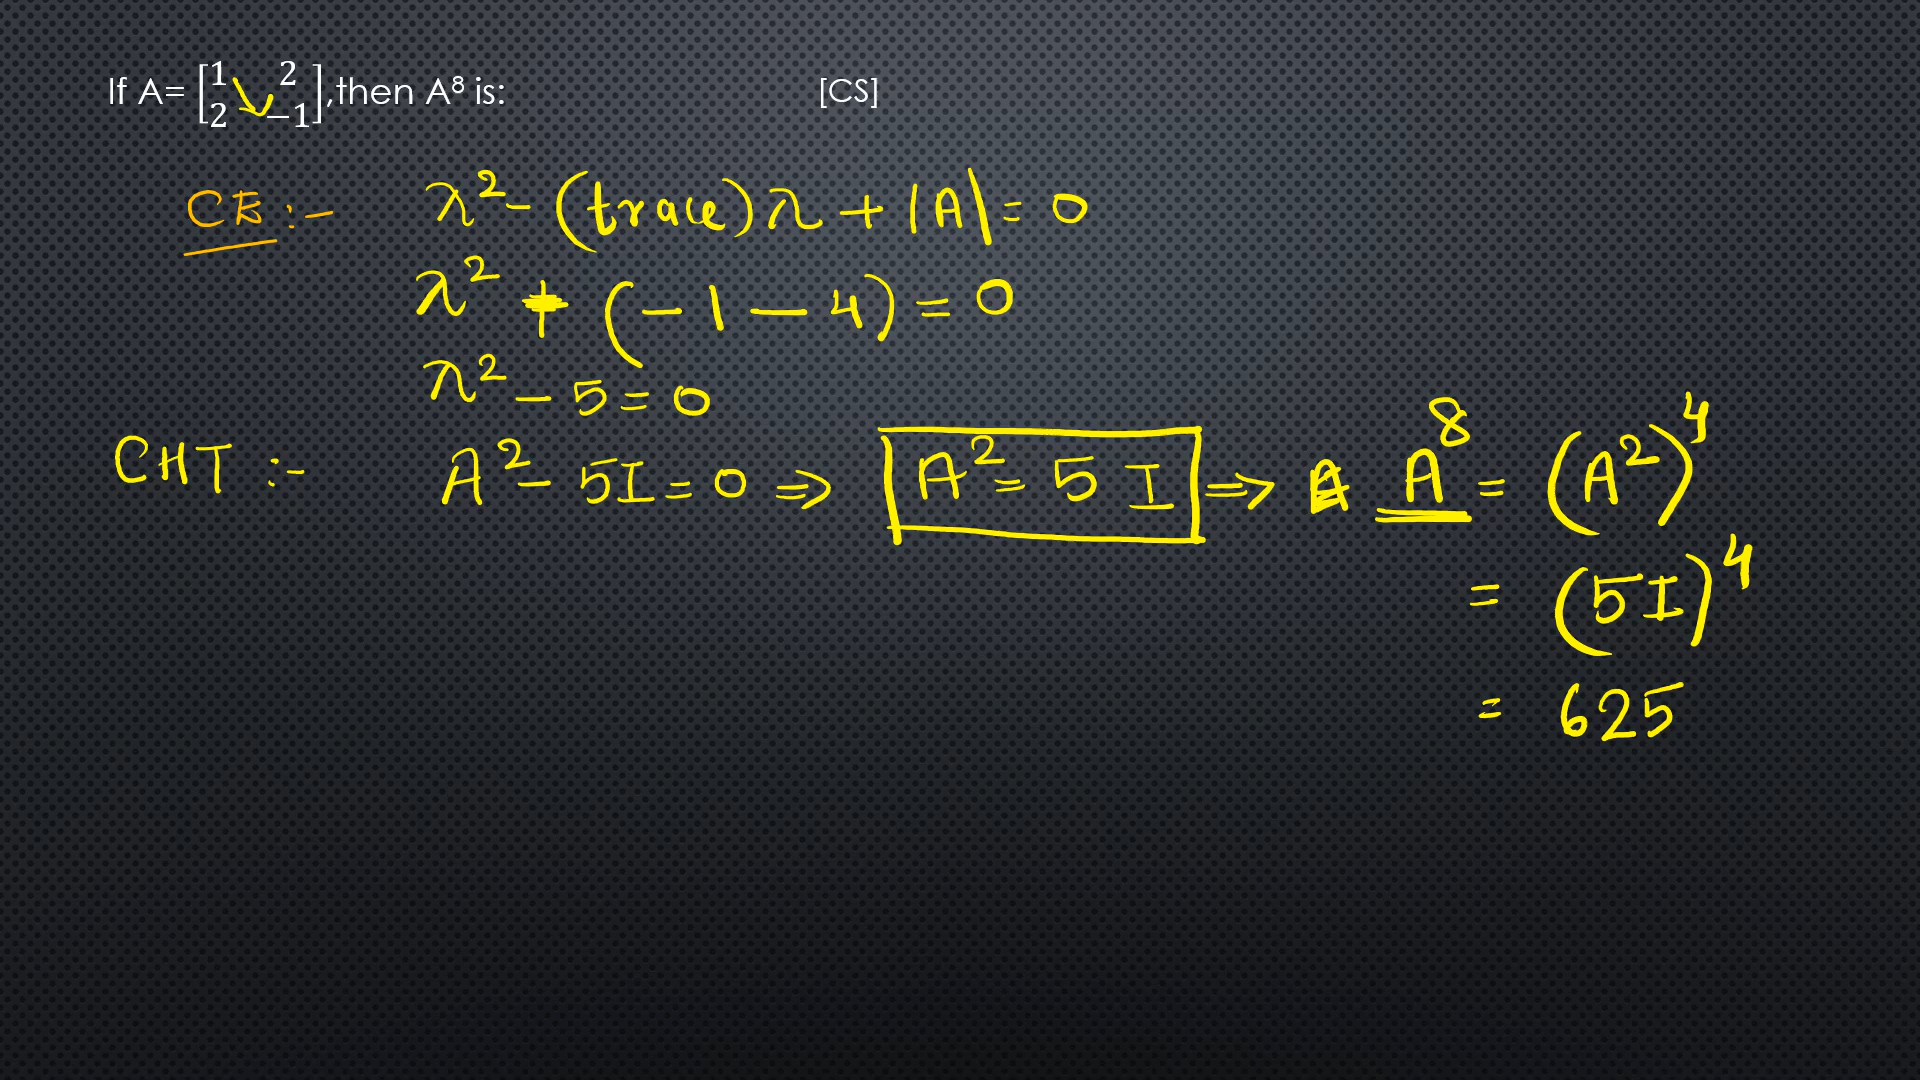 If A= [1 2 2 −1],then A⁸ is: [CS]
CE :- λ² - (trace) λ + |A| = 0
λ² + (-1-4) = 0
λ² - 5 = 0
CHT :- A² - 5I = 0 ⇒ A² = 5I ⇒ A⁸ = (A²)⁴
= (5I)⁴
= 625